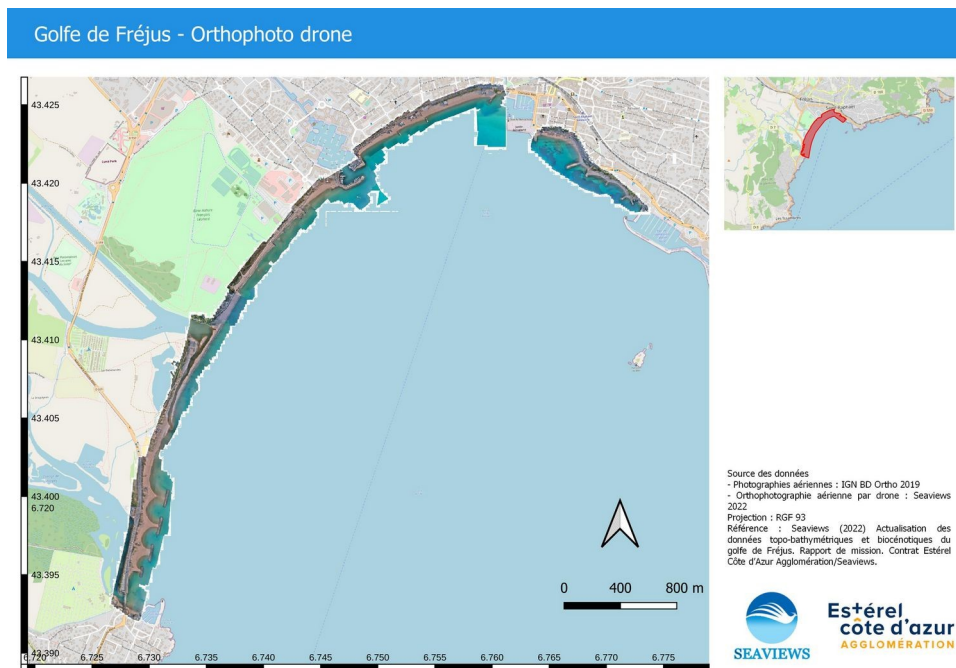 Golfe de Fréjus - Orthophoto drone
43.425
43.420
43.415
43.410
43.405
43.400
6.720
43.395
43.390
6.720
6.725
6.730
6.735
6.740
6.745
6.750
6.755
6.760
6.765
6.770
6.775
0 400 800 m
Source des données
- Photographies aériennes : IGN BD Ortho 2019
- Orthophotographie aérienne par drone : Seaviews
2022
Projection : RGF 93
Référence : Seaviews (2022) Actualisation des
données topo-bathymétriques et biocénotiques du
golfe de Fréjus. Rapport de mission. Contrat Estérel
Côte d'Azur Agglomération/Seaviews.
SEAVIEWS
Estérel
côte d'azur
AGGLOMÉRATION